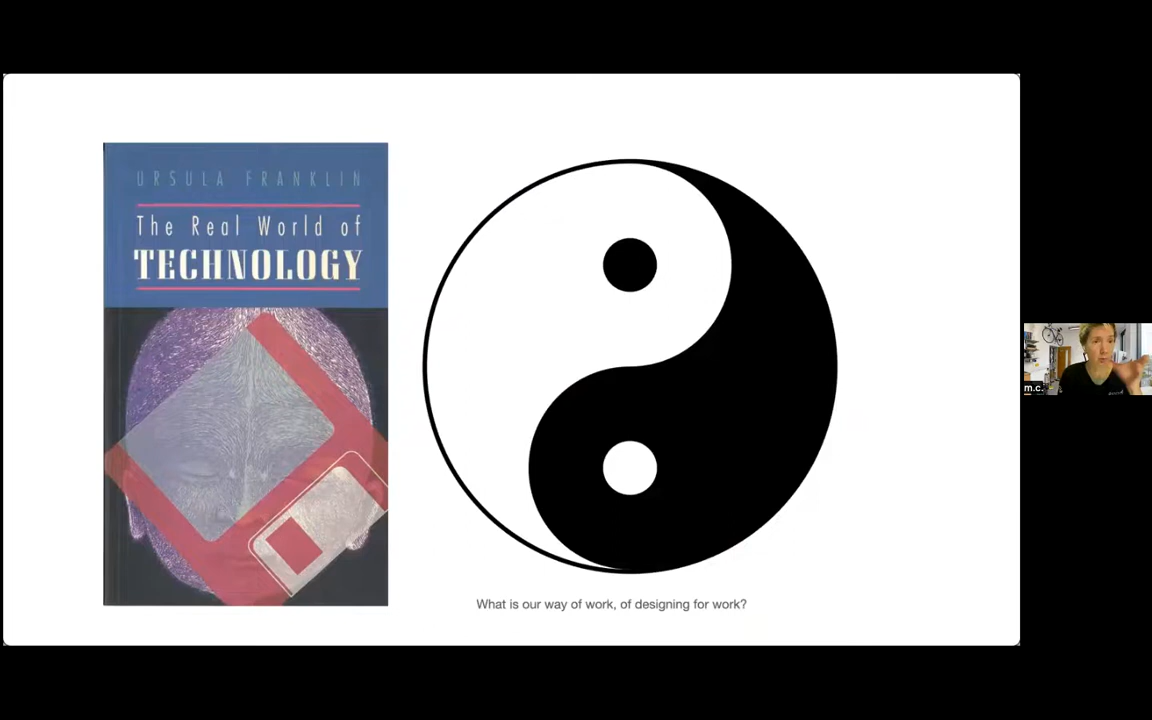 URSULA FRANKLIN
The Real World of
TECHNOLOGY
What is our way of work, of designing for work?
m.c.